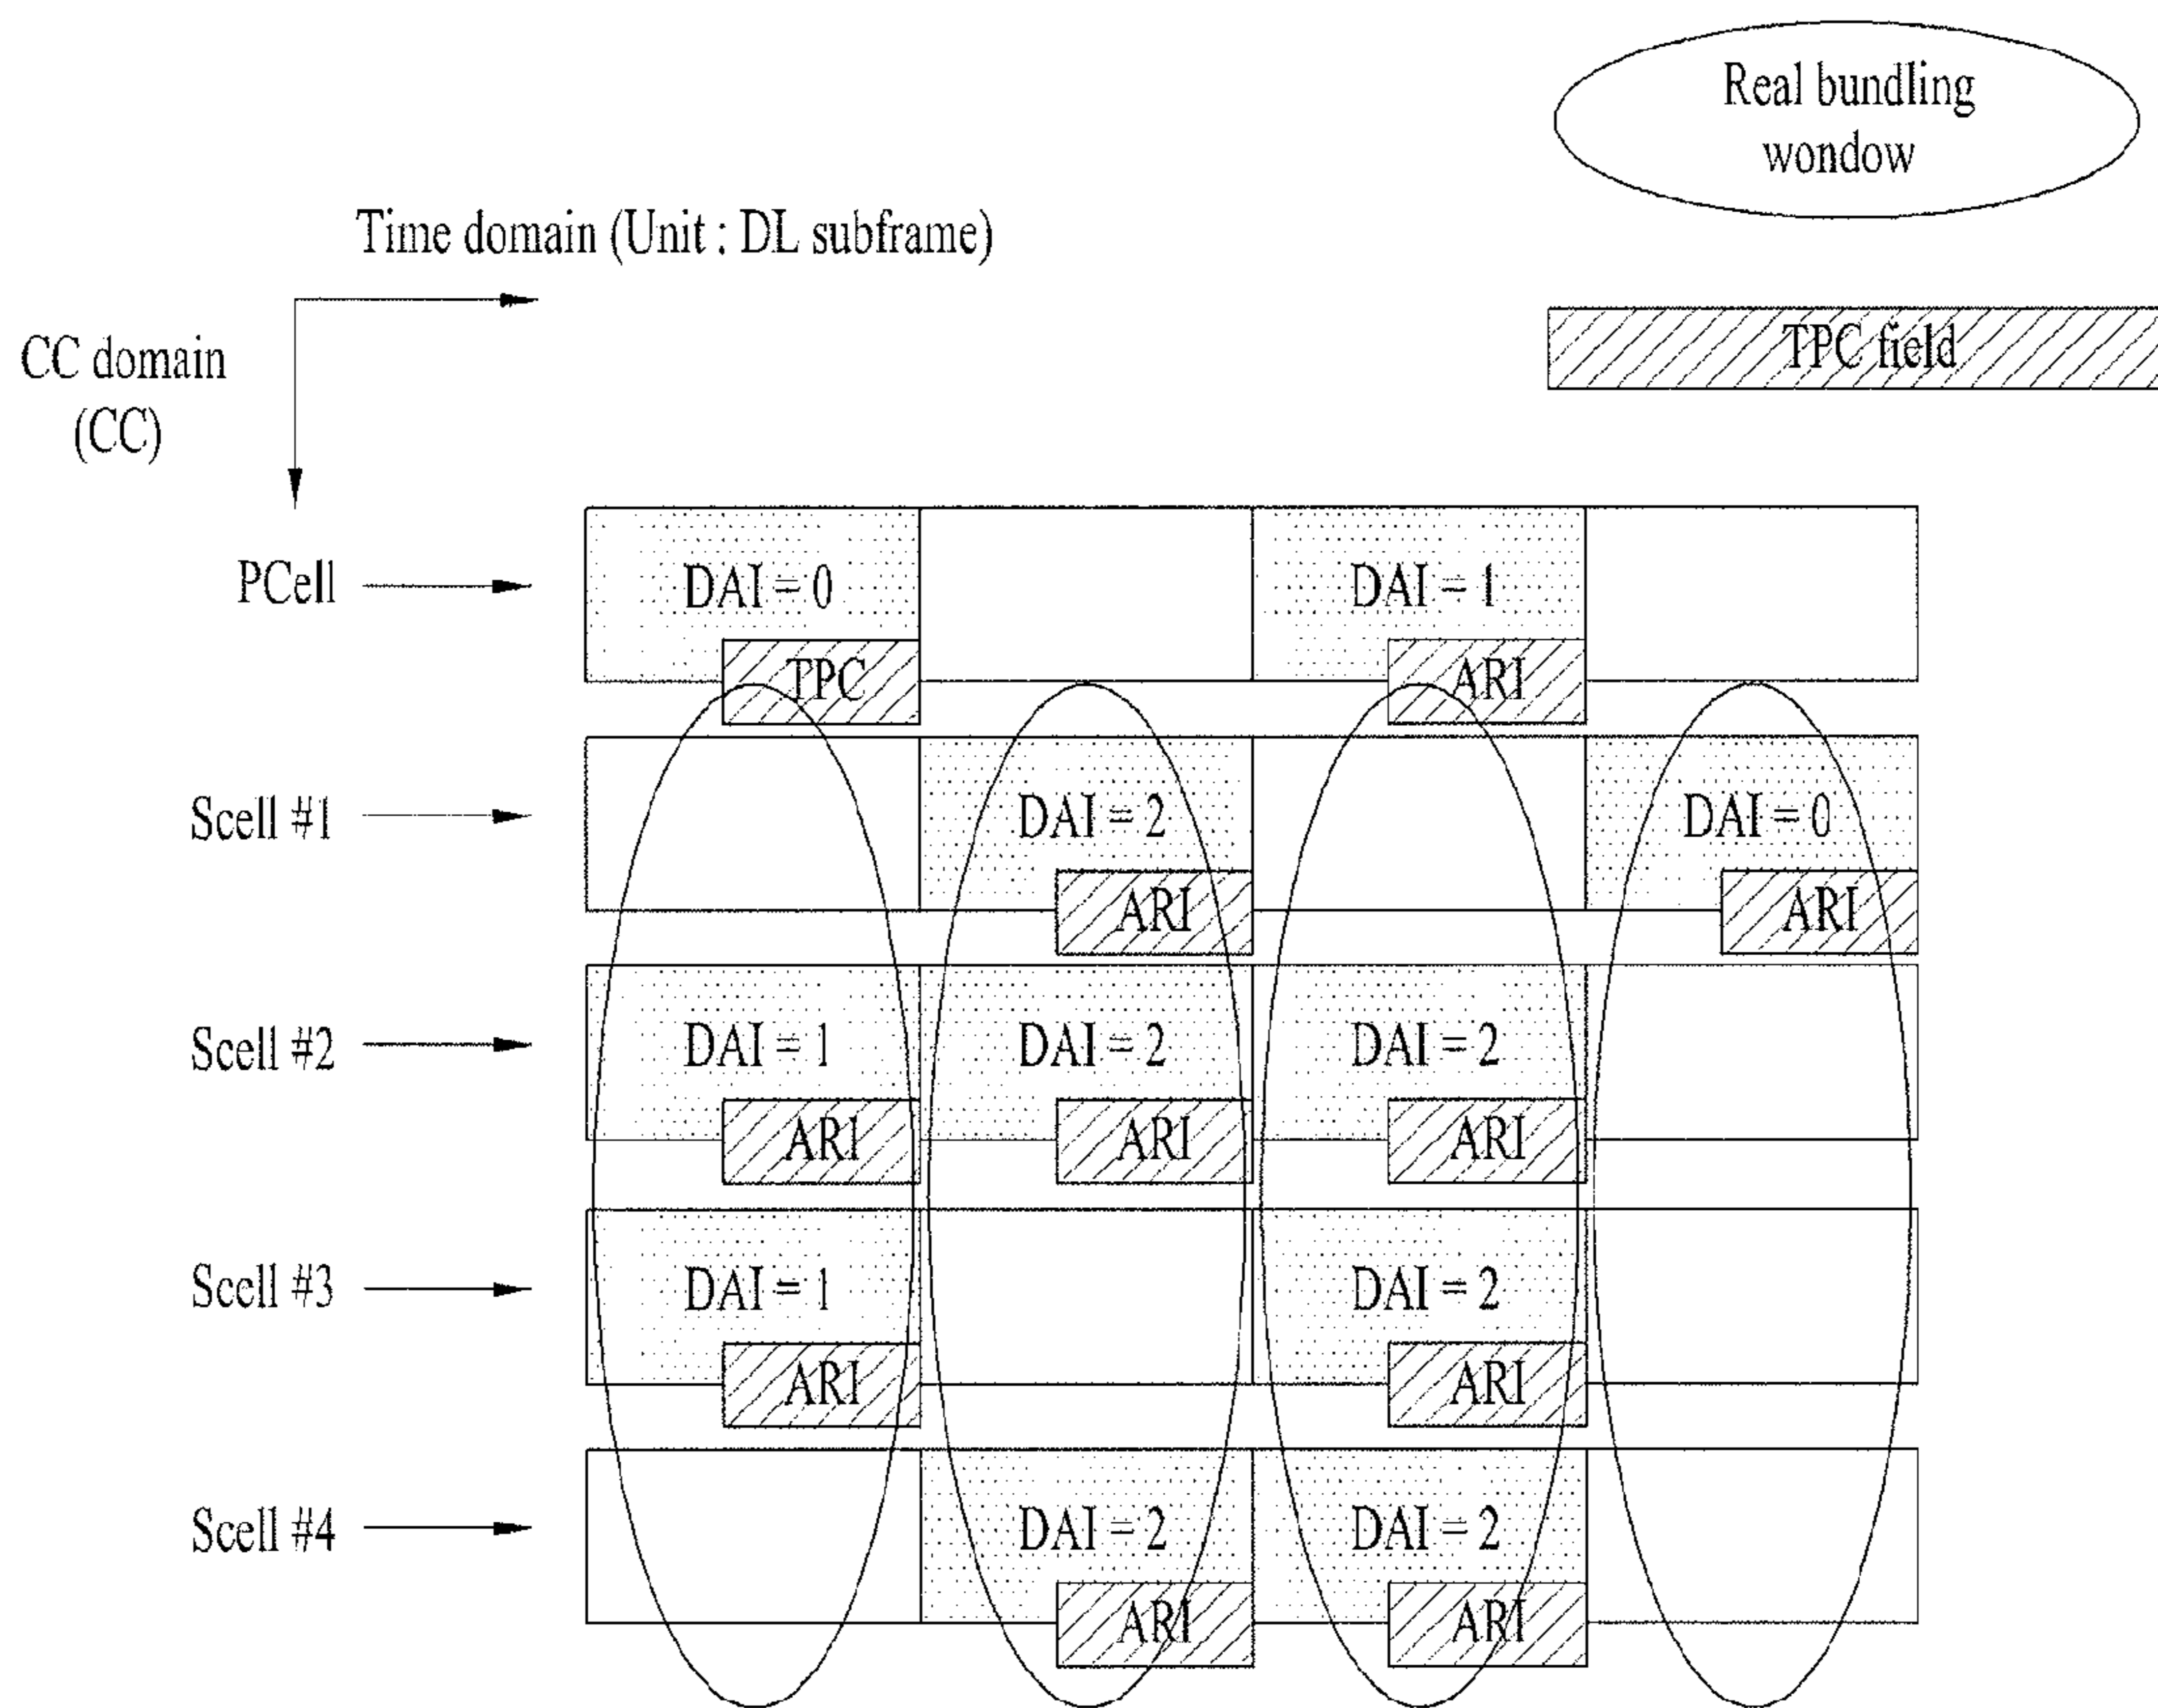 Real bundling
wondow
Time domain (Unit : DL subframe)
TPC field
CC domain
(CC)
PCell
DAI = 0
DAI = 1
TPC
ARI
Scell #1
DAI = 2
DAI = 0
ARI
ARI
Scell #2
DAI = 1
DAI = 2
DAI = 2
ARI
ARI
ARI
Scell #3
DAI = 1
DAI = 2
ARI
ARI
Scell #4
DAI = 2
DAI = 2
ARI
ARI